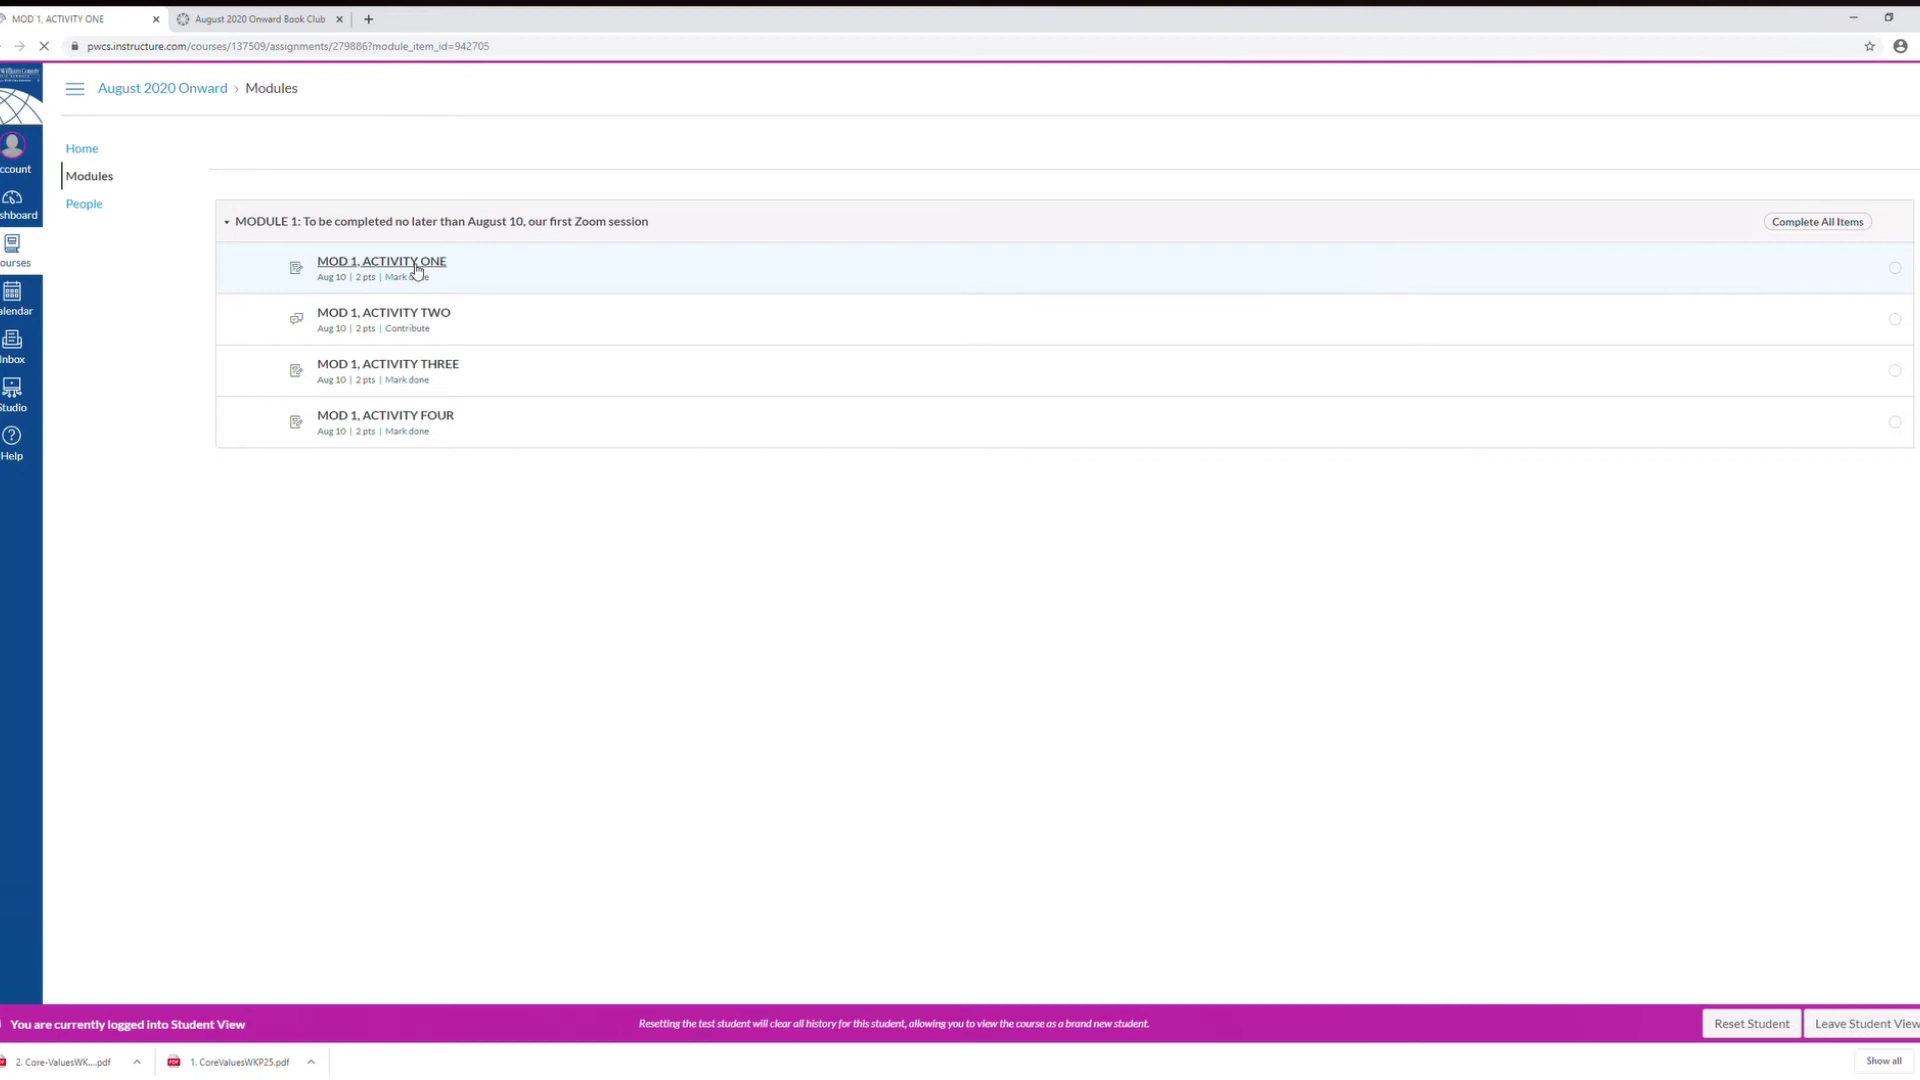 MOD 1, ACTIVITY ONE
August 2020 Onward Book Club
pwcs.instructure.com/courses/137509/assignments/279886?module_item_id=942705
August 2020 Onward › Modules
ccount
shboard
ourses
alendar
Inbox
Studio
Help
Home
Modules
People
MODULE 1: To be completed no later than August 10, our first Zoom session
Complete All Items
MOD 1, ACTIVITY ONE
Aug 10 | 2 pts | Mark
MOD 1, ACTIVITY TWO
Aug 10 | 2 pts | Contribute
MOD 1, ACTIVITY THREE
Aug 10 | 2 pts | Mark done
MOD 1, ACTIVITY FOUR
Aug 10 | 2 pts | Mark done
You are currently logged into Student View
Resetting the test student will clear all history for this student, allowing you to view the course as a brand new student.
Reset Student
Leave Student View
2. Core-ValuesWK....pdf
1. CoreValuesWKP25.pdf
Show all